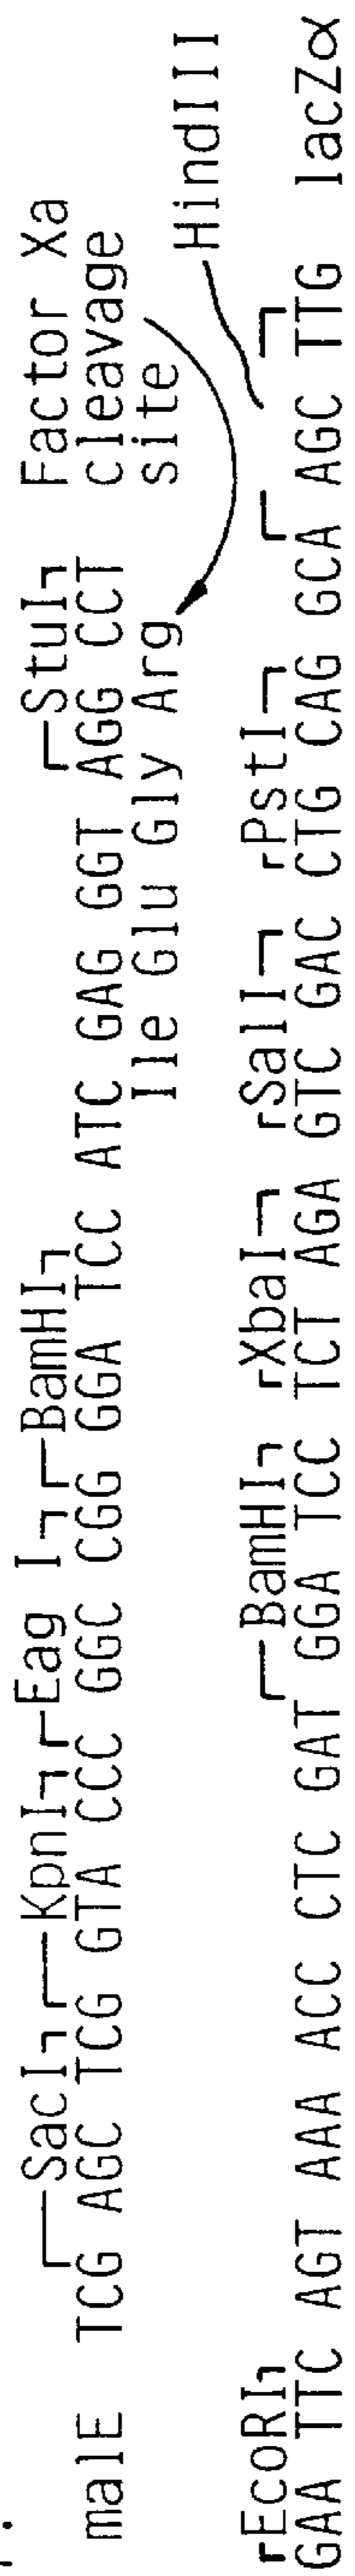 SacI KpnI Eag I BamHI StuI Factor Xa
malE TCG AGC TCG GTA CCC GGC CGG GGA TCC ATC GAG GGT AGG CCT cleavage
Ile Glu Gly Arg site
HindIII
EcoRI BamHI XbaI SalI PstI
GAA TTC AGT AAA ACC CTC GAT GGA TCC TCT AGA GTC GAC CTG CAG GCA AGC TTG lacZα